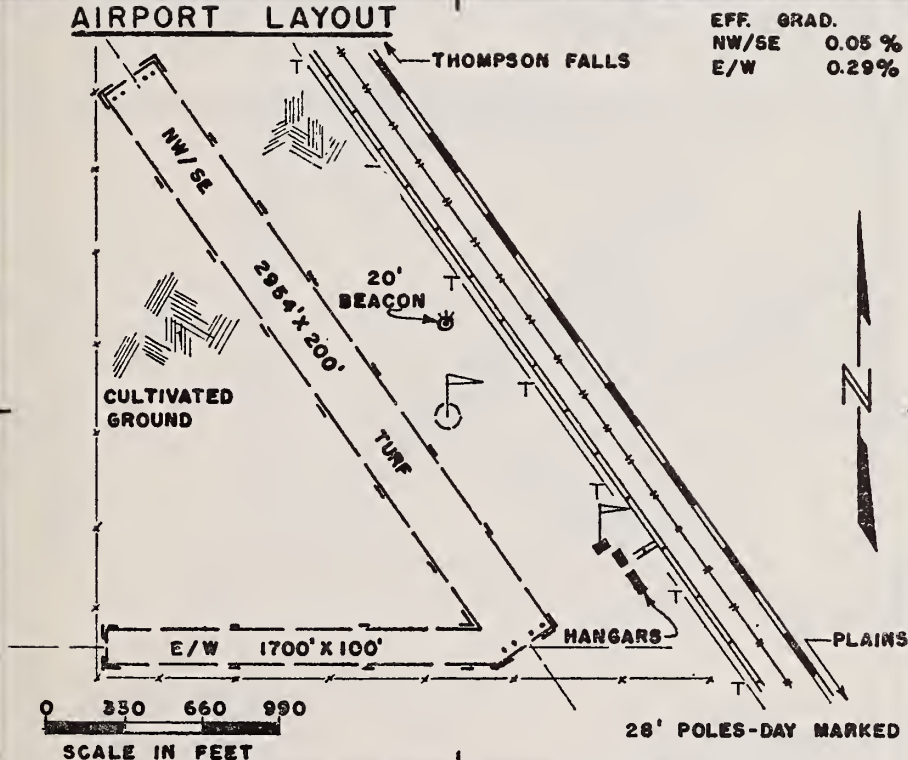 AIRPORT LAYOUT
EFF. GRAD.
NW/SE 0.05 %
E/W 0.29%
THOMPSON FALLS
T
NW/SE
2954' X 200'
TURF
20'
BEACON
T
T
CULTIVATED
GROUND
N
T
T
HANGARS
PLAINS
E/W 1700' X 100'
T
0 330 660 990
SCALE IN FEET
28' POLES-DAY MARKED